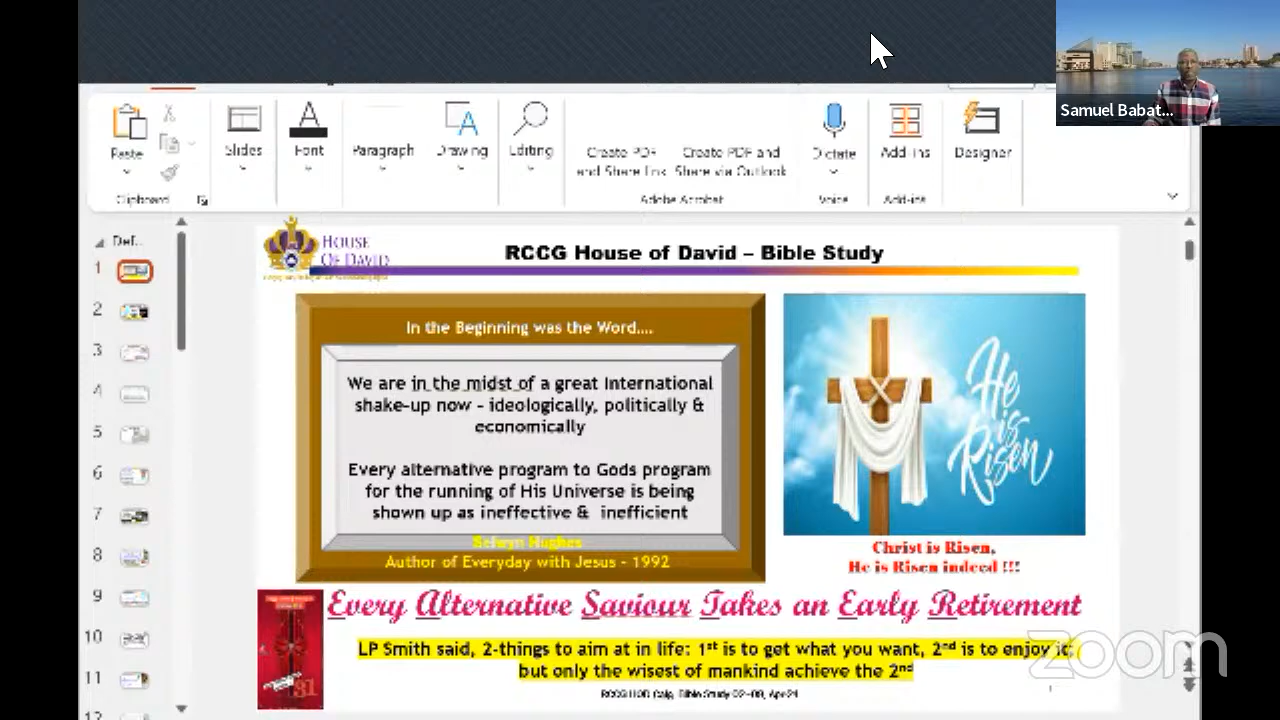 Samuel Babat...
Paste
Slides
Font
Paragraph
Drawing
Editing
Create PDF and Share link
Create PDF and Share via Outlook
Dictate
Add-ins
Designer
Clipboard
Adobe Acrobat
Voice
Add-ins
Def..
1
2
3
4
5
6
7
8
9
10
11
12
HOUSE
OF DAVID
RCCG House of David – Bible Study
In the Beginning was the Word....
We are in the midst of a great International
shake-up now - ideologically, politically &
economically
Every alternative program to Gods program
for the running of His Universe is being
shown up as ineffective & inefficient
Selwyn Hughes
Author of Everyday with Jesus - 1992
He
is
Risen
Christ is Risen,
He is Risen indeed !!!
Every Alternative Saviour Takes an Early Retirement
LP Smith said, 2-things to aim at in life: 1st is to get what you want, 2nd is to enjoy it;
but only the wisest of mankind achieve the 2nd
31
1
zoom